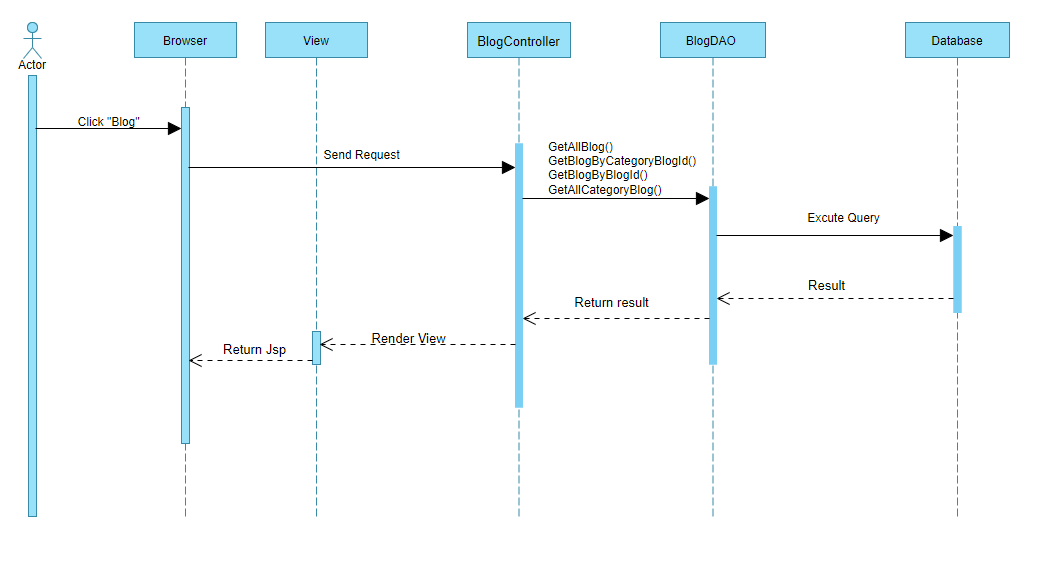 Browser
View
BlogController
BlogDAO
Database
Actor
Click "Blog"
Send Request
GetAllBlog()
GetBlogByCategoryBlogId()
GetBlogByBlogId()
GetAllCategoryBlog()
Excute Query
Result
Return result
Render View
Return Jsp